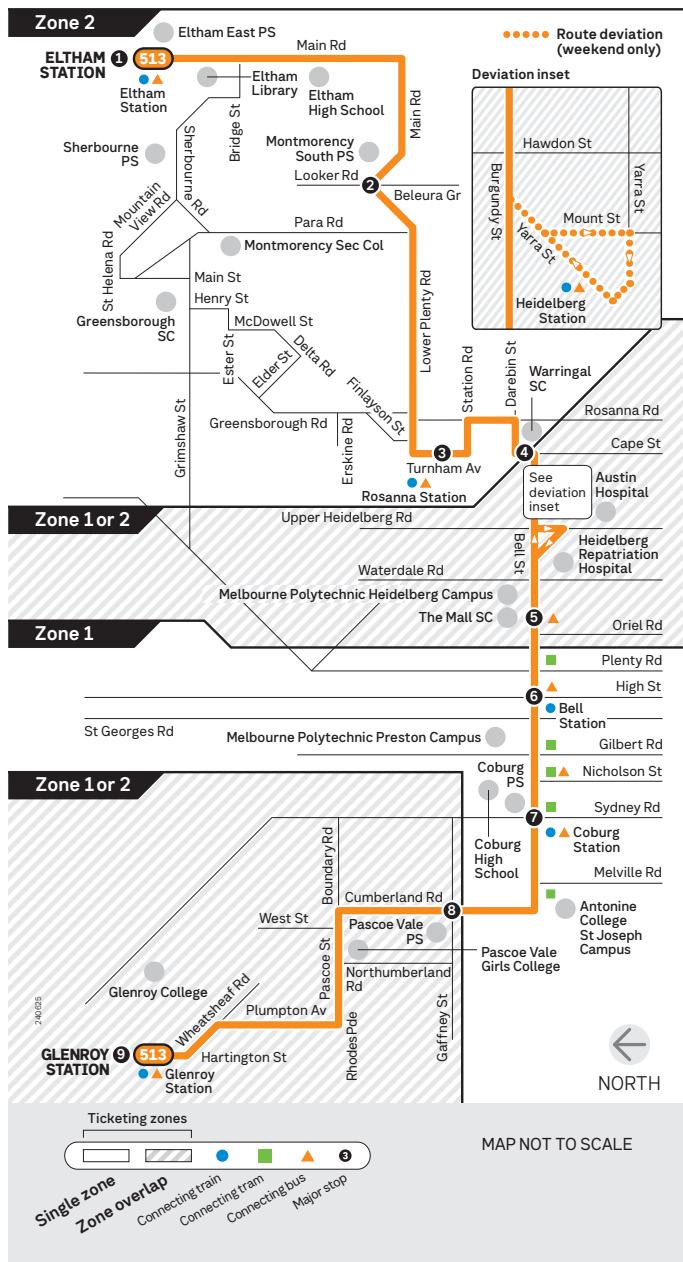 Zone 2
Eltham East PS
Route deviation
(weekend only)
ELTHAM
STATION
1
513
Main Rd
Eltham
Station
Eltham
Library
Eltham
High School
Deviation inset
Hawdon St
Burgundy St
Yarra St
Mount St
Yarra St
Heidelberg
Station
Bridge St
Sherbourne Rd
Main Rd
Sherbourne
PS
Montmorency
South PS
Looker Rd
2
Beleura Gr
Mountain
View Rd
Para Rd
Montmorency Sec Col
St Helena Rd
Main St
Henry St
Greensborough
SC
McDowell St
Lower Plenty Rd
Delta Rd
Ester St
Elder St
Station Rd
Darebin St
Warringal
SC
Finlayson St
Rosanna Rd
Greensborough Rd
Grimshaw St
Erskine Rd
3
4
Cape St
Turnham Av
Rosanna Station
See
deviation
inset
Austin
Hospital
Zone 1 or 2
Upper Heidelberg Rd
Bell St
Heidelberg
Repatriation
Hospital
Waterdale Rd
Melbourne Polytechnic Heidelberg Campus
The Mall SC
5
Oriel Rd
Zone 1
Plenty Rd
High St
6
Bell
Station
St Georges Rd
Melbourne Polytechnic Preston Campus
Gilbert Rd
Zone 1 or 2
Coburg
PS
Nicholson St
Sydney Rd
7
Coburg
High
School
Coburg
Station
Boundary Rd
Melville Rd
Cumberland Rd
8
West St
Pascoe Vale
PS
Antonine
College
St Joseph
Campus
Pascoe St
Pascoe Vale
Girls College
Northumberland
Rd
Glenroy College
Wheatsheaf Rd
Plumpton Av
Rhodes Pde
Gaffney St
240625
GLENROY
STATION
9
513
Hartington St
Glenroy
Station
NORTH
Ticketing zones
MAP NOT TO SCALE
3
Single zone
Zone overlap
Connecting train
Connecting tram
Connecting bus
Major stop